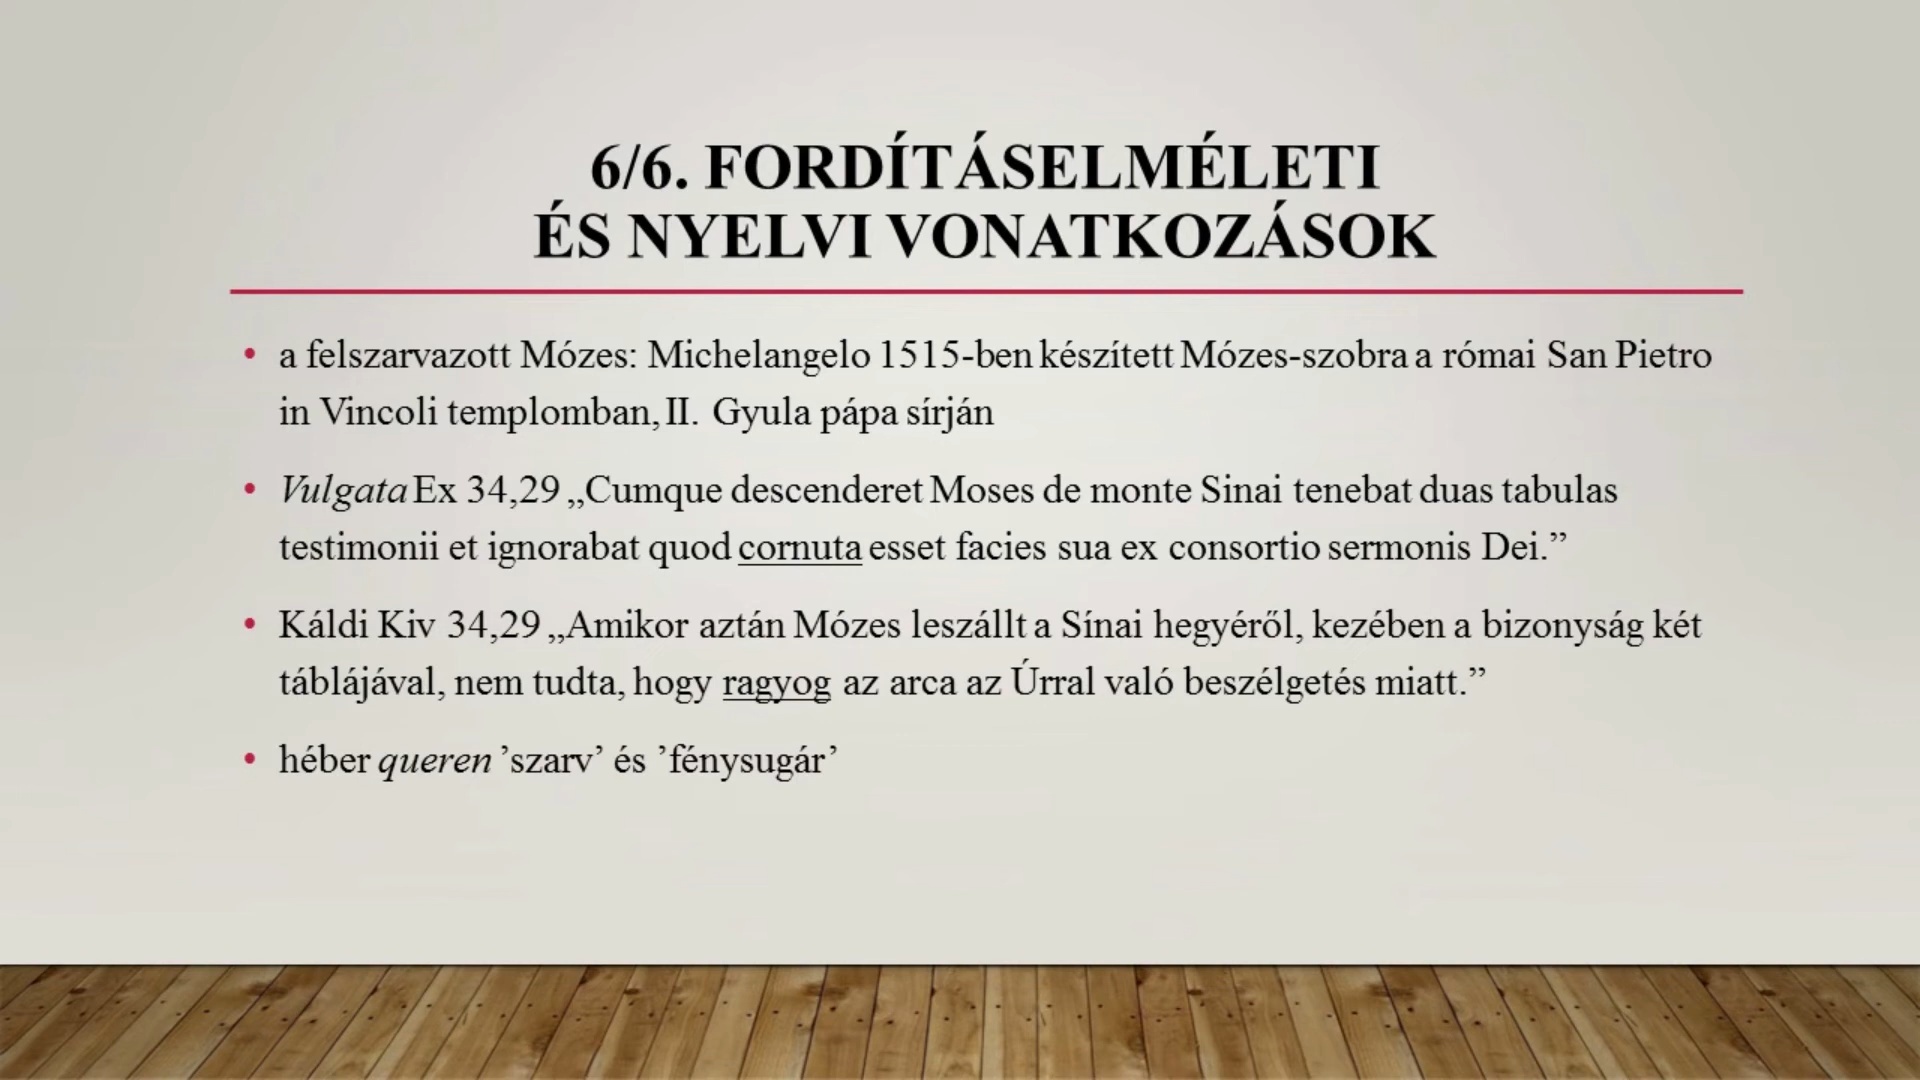 6/6. FORDÍTÁSELMÉLETI
ÉS NYELVI VONATKOZÁSOK
• a felszarvazott Mózes: Michelangelo 1515-ben készített Mózes-szobra a római San Pietro
in Vincoli templomban, II. Gyula pápa sírján
• Vulgata Ex 34,29 „Cumque descenderet Moses de monte Sinai tenebat duas tabulas
testimonii et ignorabat quod cornuta esset facies sua ex consortio sermonis Dei.”
• Káldi Kiv 34,29 „Amikor aztán Mózes leszállt a Sínai hegyéről, kezében a bizonyság két
táblájával, nem tudta, hogy ragyog az arca az Úrral való beszélgetés miatt.”
• héber queren ’szarv’ és ’fénysugár’